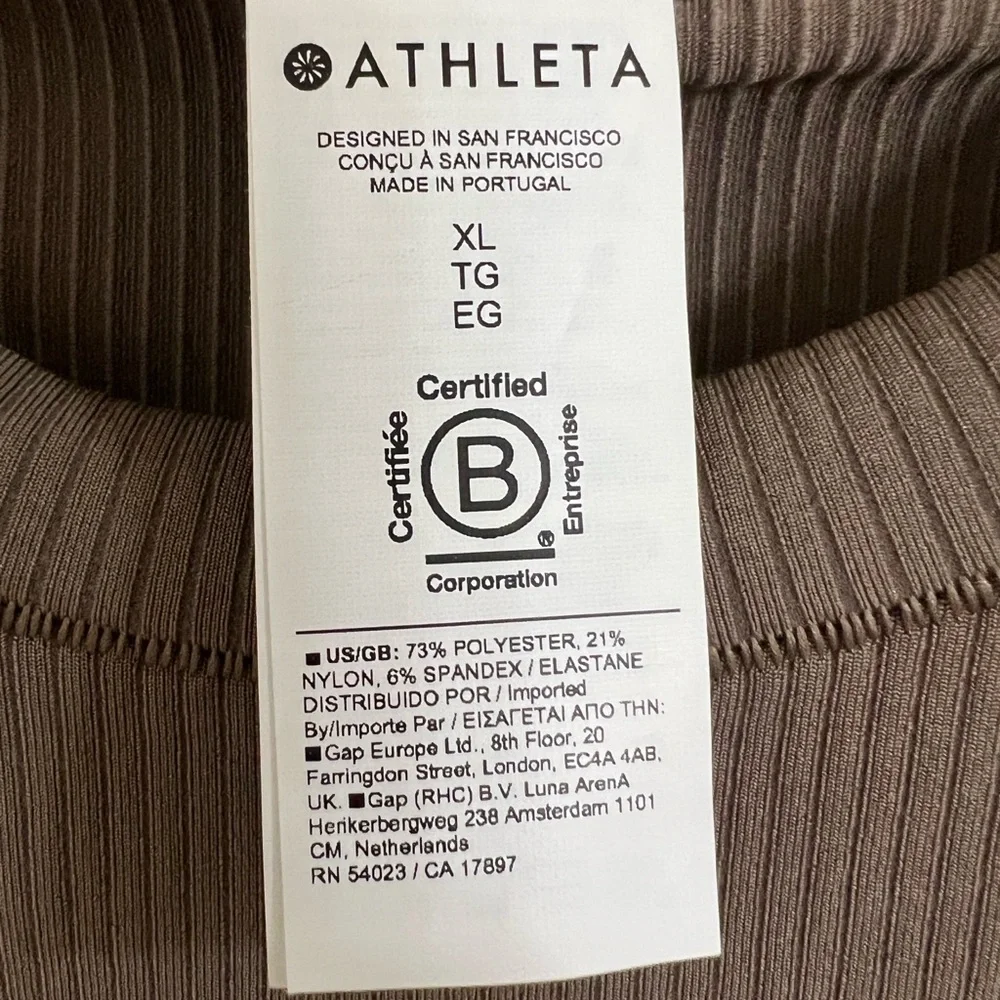 ATHLETA
DESIGNED IN SAN FRANCISCO
CONÇU À SAN FRANCISCO
MADE IN PORTUGAL
XL
TG
EG
Certified
Certifiée
B
Entreprise
®
Corporation
US/GB: 73% POLYESTER, 21%
NYLON, 6% SPANDEX / ELASTANE
DISTRIBUIDO POR / Imported
By/Importe Par / ΕΙΣΑΓΕΤΑΙ ΑΠΟ ΤΗΝ:
Gap Europe Ltd., 8th Floor, 20
Farringdon Street, London, EC4A 4AB,
UK. Gap (RHC) B.V. Luna ArenA
Herikerbergweg 238 Amsterdam 1101
CM, Netherlands
RN 54023 / CA 17897